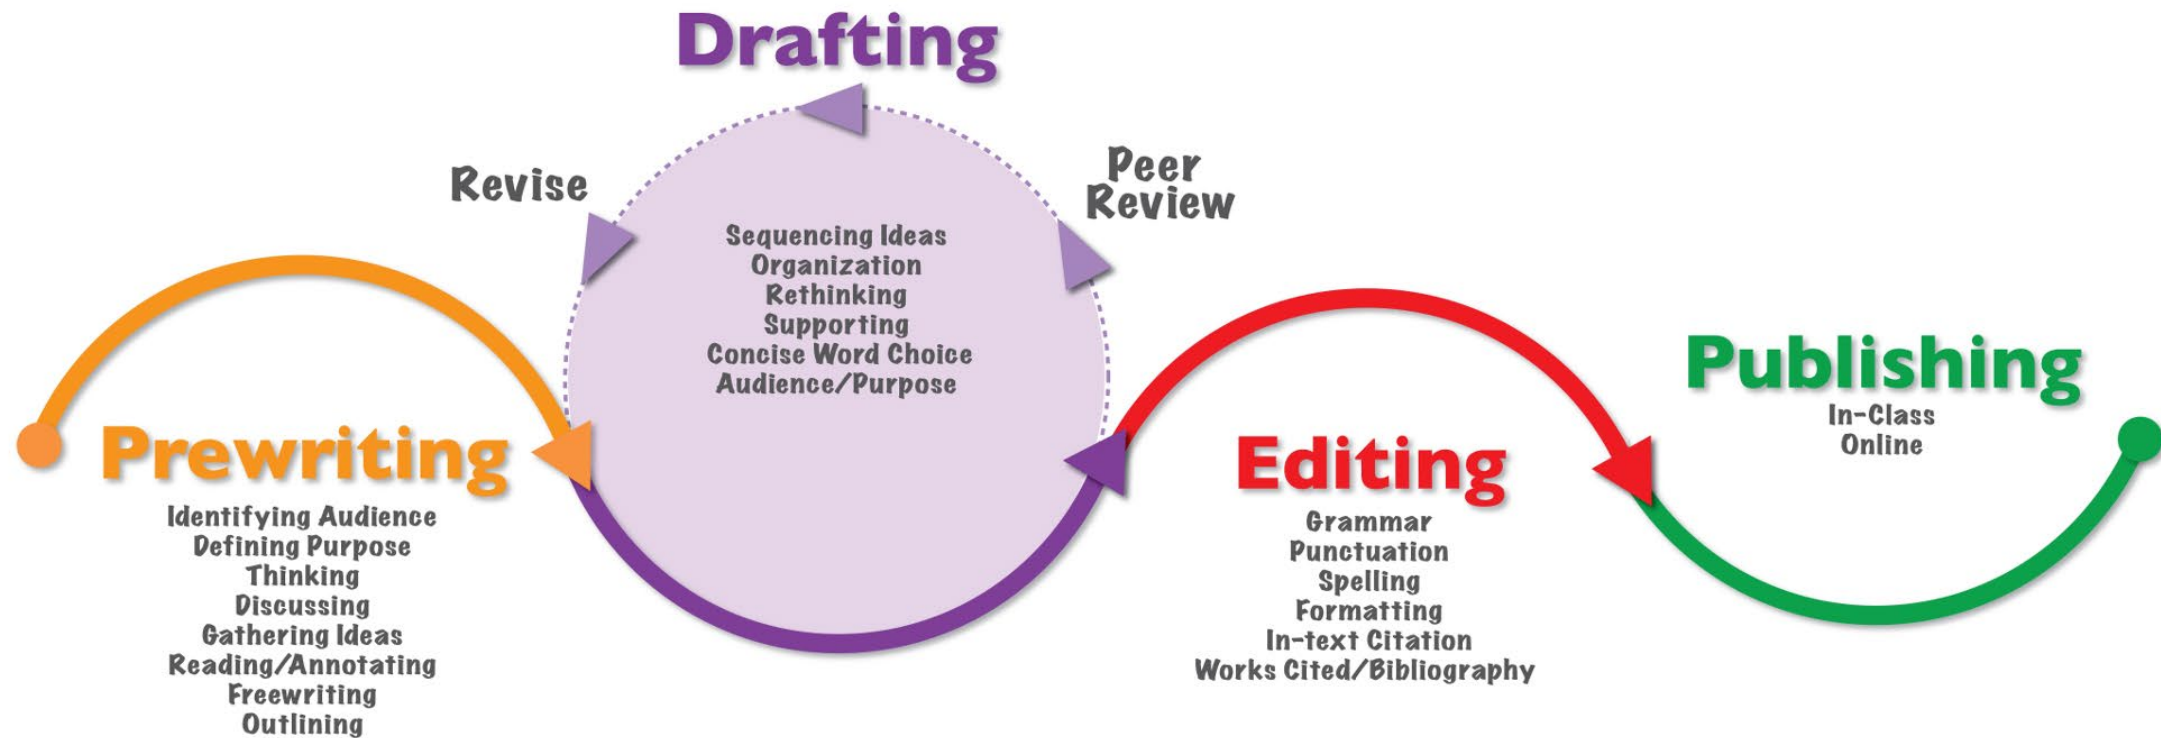 Prewriting
Identifying Audience
Defining Purpose
Thinking
Discussing
Gathering Ideas
Reading/Annotating
Freewriting
Outlining
Drafting
Revise
Peer
Review
Sequencing Ideas
Organization
Rethinking
Supporting
Concise Word Choice
Audience/Purpose
Editing
Grammar
Punctuation
Spelling
Formatting
In-text Citation
Works Cited/Bibliography
Publishing
In-Class
Online